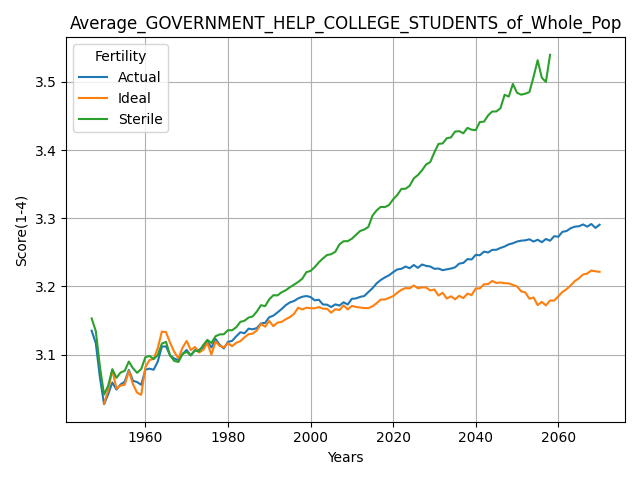 Average_GOVERNMENT_HELP_COLLEGE_STUDENTS_of_Whole_Pop
Fertility
Actual
Ideal
Sterile
Score(1-4)
3.5
3.4
3.3
3.2
3.1
1960 1980 2000 2020 2040 2060
Years